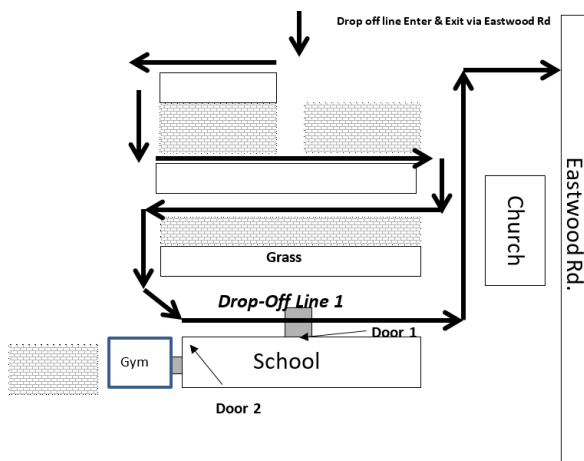 Drop off line Enter & Exit via Eastwood Rd
Eastwood Rd.
Church
Grass
Drop-Off Line 1
Door 1
Gym
School
Door 2